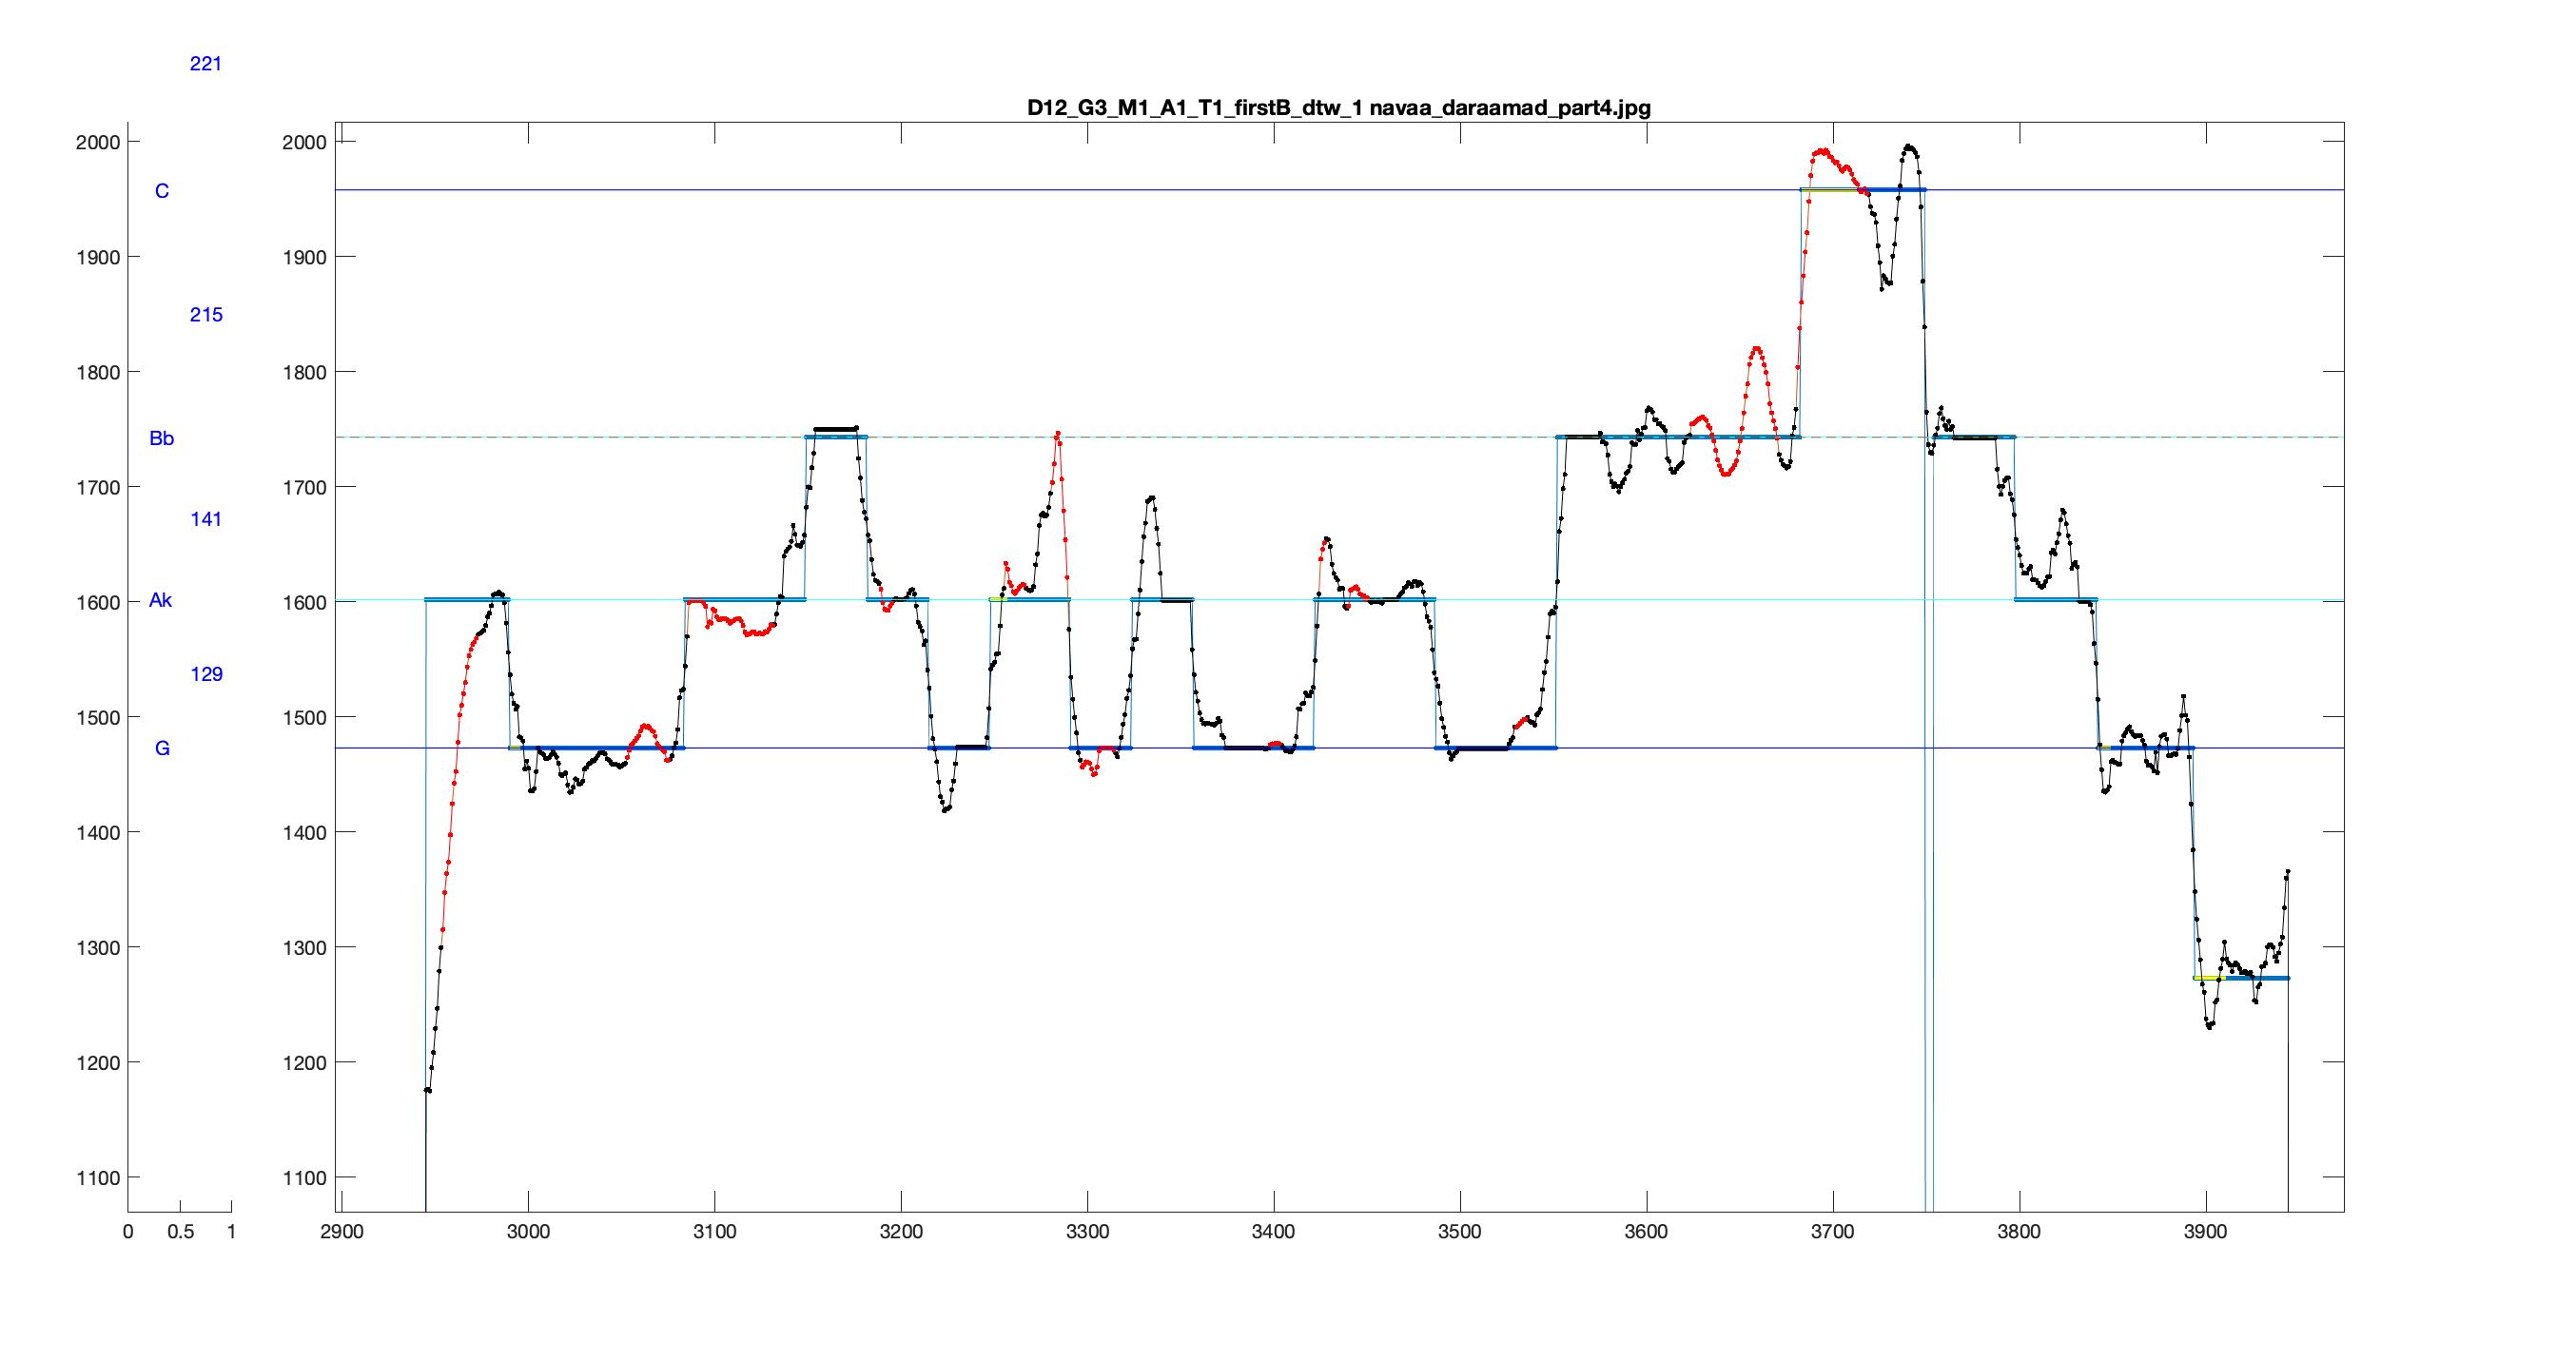 221
D12_G3_M1_A1_T1_firstB_dtw_1 navaa_daraamad_part4.jpg
2000 2000
C
1900 1900
215
1800 1800
Bb
1700 1700
141
1600 Ak 1600
129
1500 1500
G
1400 1400
1300 1300
1200 1200
1100 1100
0 0.5 1 2900 3000 3100 3200 3300 3400 3500 3600 3700 3800 3900